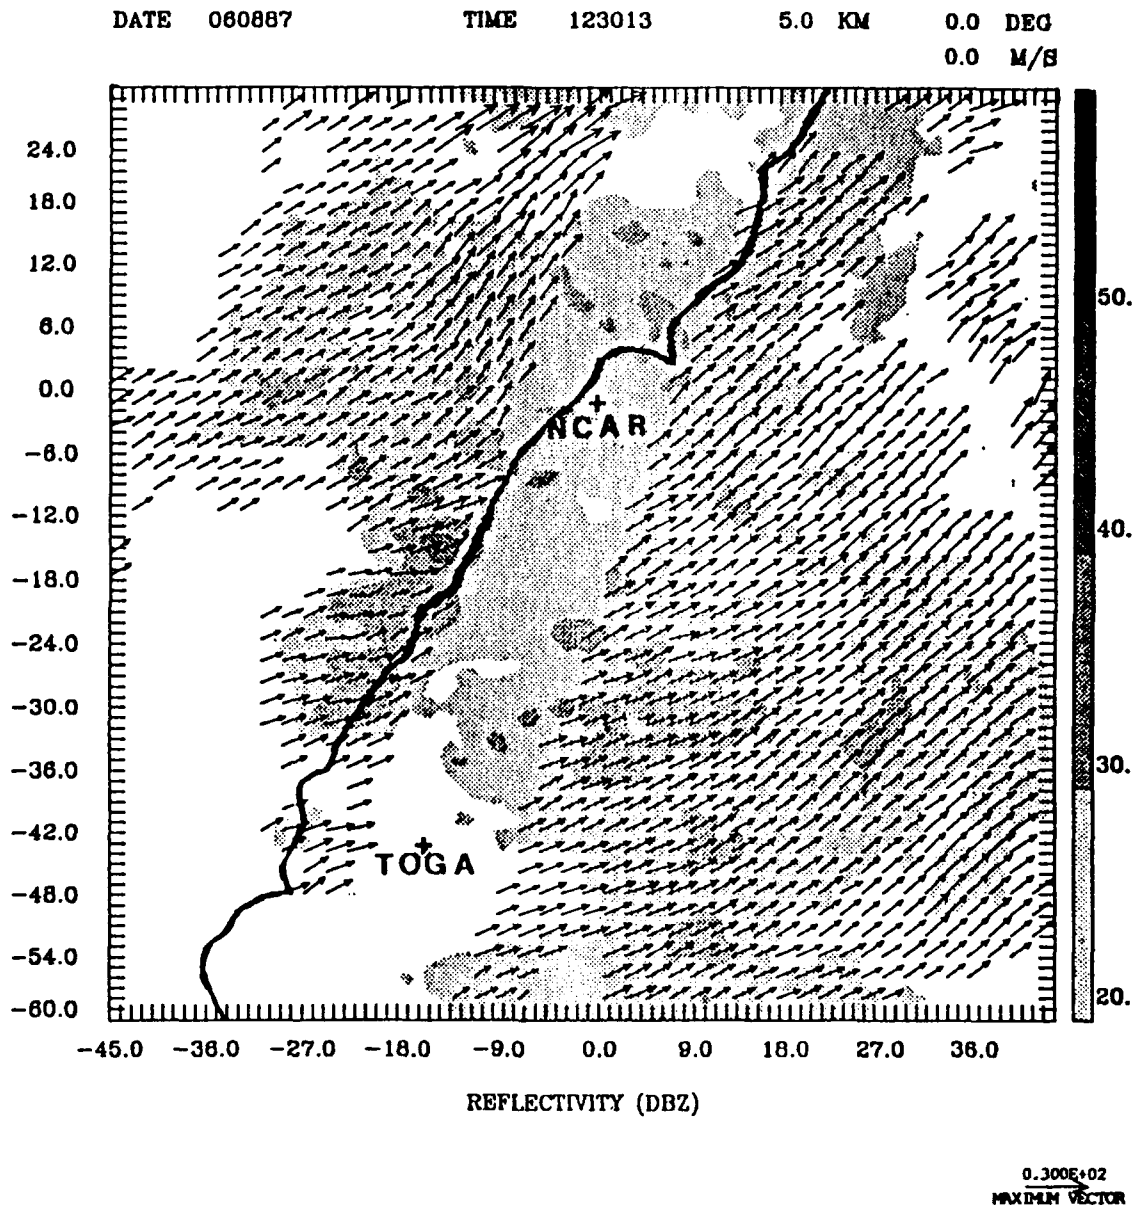 DATE 060887 TIME 123013 5.0 KM 0.0 DEG
0.0 M/S
24.0
18.0
12.0
6.0
0.0
-6.0
-12.0
-18.0
-24.0
-30.0
-36.0
-42.0
-48.0
-54.0
-60.0
NCAR
TOGA
50.
40.
30.
20.
-45.0 -36.0 -27.0 -18.0 -9.0 0.0 9.0 18.0 27.0 36.0
REFLECTIVITY (DBZ)
0.300E+02
MAXIMUM VECTOR